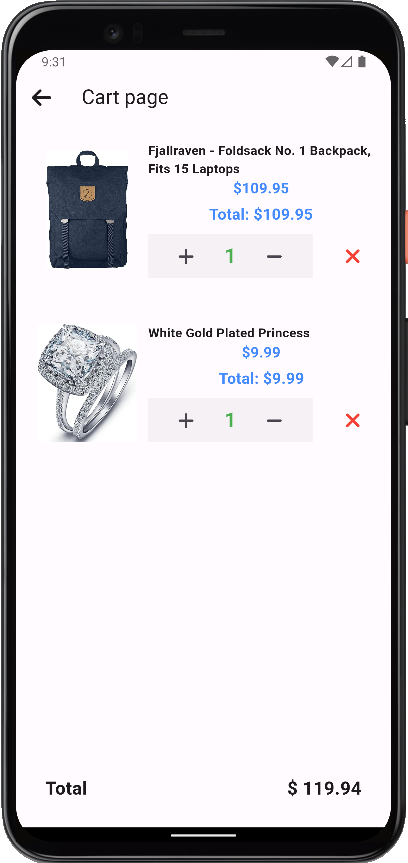 9:31
Cart page
Fjallraven - Foldsack No. 1 Backpack,
Fits 15 Laptops
$109.95
Total: $109.95
+ 1 −
White Gold Plated Princess
$9.99
Total: $9.99
+ 1 −
Total $ 119.94